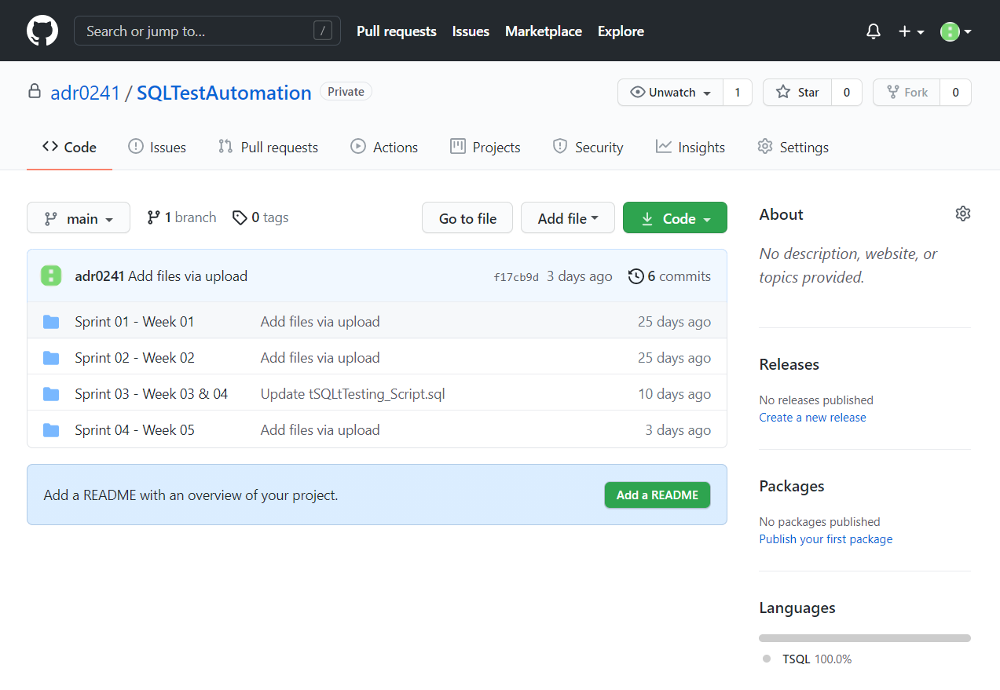 Search or jump to... / Pull requests Issues Marketplace Explore
adr0241 / SQLTestAutomation Private Unwatch 1 Star 0 Fork 0
Code Issues Pull requests Actions Projects Security Insights Settings
main 1 branch 0 tags Go to file Add file Code
adr0241 Add files via upload f17cb9d 3 days ago 6 commits
Sprint 01 - Week 01 Add files via upload 25 days ago
Sprint 02 - Week 02 Add files via upload 25 days ago
Sprint 03 - Week 03 & 04 Update tSQLtTesting_Script.sql 10 days ago
Sprint 04 - Week 05 Add files via upload 3 days ago
Add a README with an overview of your project. Add a README
About
No description, website, or
topics provided.
Releases
No releases published
Create a new release
Packages
No packages published
Publish your first package
Languages
TSQL 100.0%